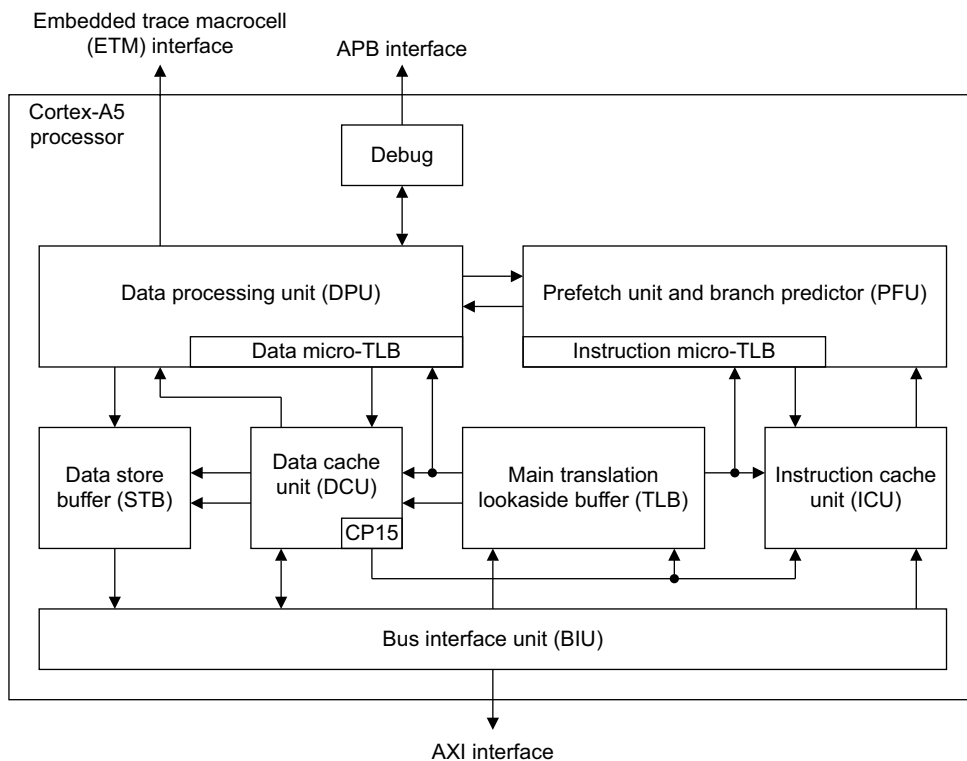 Embedded trace macrocell
(ETM) interface
APB interface
Cortex-A5
processor
Debug
Data processing unit (DPU)
Prefetch unit and branch predictor (PFU)
Data micro-TLB
Instruction micro-TLB
Data store
buffer (STB)
Data cache
unit (DCU)
CP15
Main translation
lookaside buffer (TLB)
Instruction cache
unit (ICU)
Bus interface unit (BIU)
AXI interface